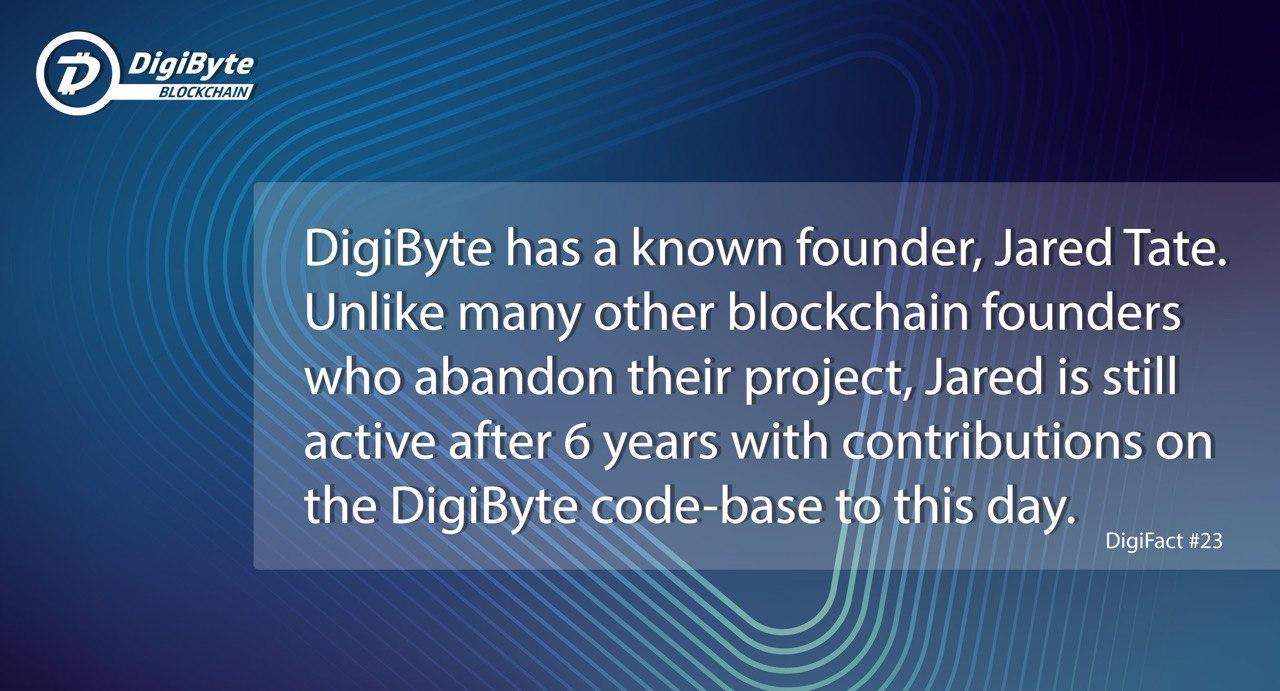 DigiByte
BLOCKCHAIN
DigiByte has a known founder, Jared Tate.
Unlike many other blockchain founders
who abandon their project, Jared is still
active after 6 years with contributions on
the DigiByte code-base to this day.
DigiFact #23